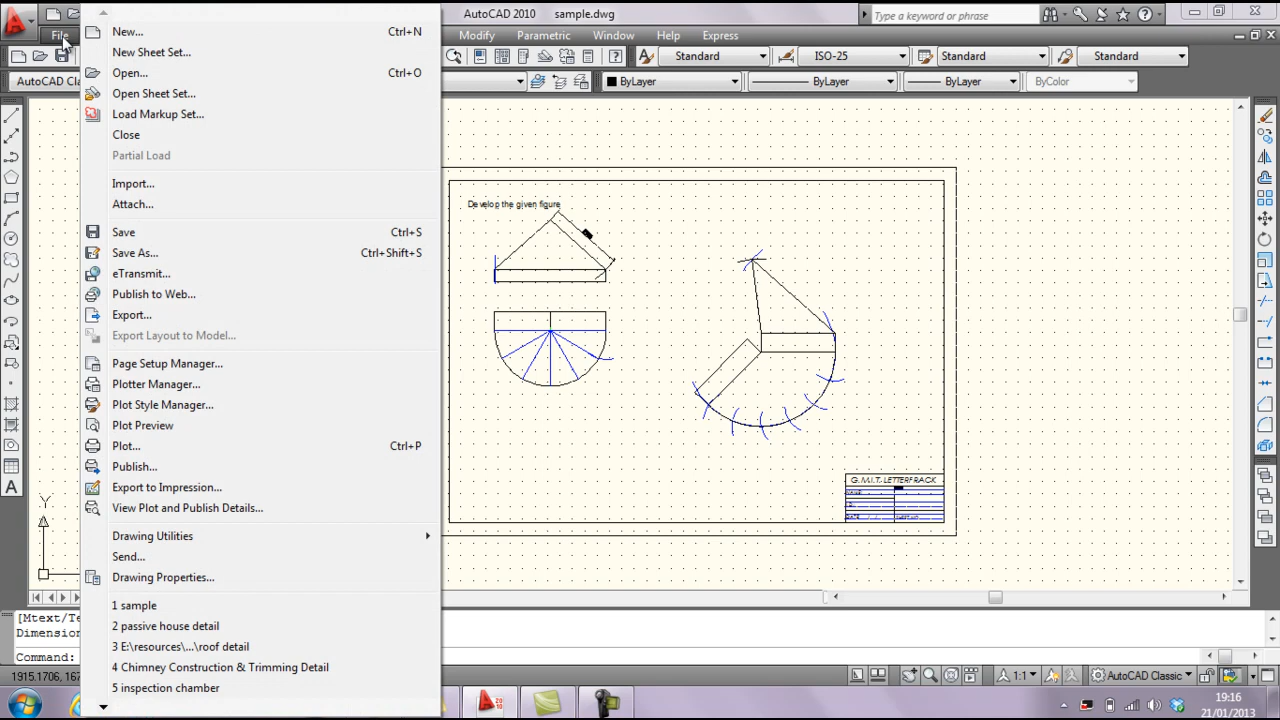 AutoCAD 2010 sample.dwg
Type a keyword or phrase
File
Modify Parametric Window Help Express
Standard ISO-25 Standard Standard
AutoCAD Cla
ByLayer ByLayer ByLayer ByColor
New... Ctrl+N
New Sheet Set...
Open... Ctrl+O
Open Sheet Set...
Load Markup Set...
Close
Partial Load
Import...
Attach...
Save Ctrl+S
Save As... Ctrl+Shift+S
eTransmit...
Publish to Web...
Export...
Export Layout to Model...
Page Setup Manager...
Plotter Manager...
Plot Style Manager...
Plot Preview
Plot... Ctrl+P
Publish...
Export to Impression...
View Plot and Publish Details...
Drawing Utilities
Send...
Drawing Properties...
1 sample
2 passive house detail
3 E:\resources\...\roof detail
4 Chimney Construction & Trimming Detail
5 inspection chamber
Develop the given figure
G.M.I.T. LETTERFRACK
A
Y
[Mtext/Te
Dimension
Command:
1915.1706, 167
1:1 AutoCAD Classic
19:16
21/01/2013